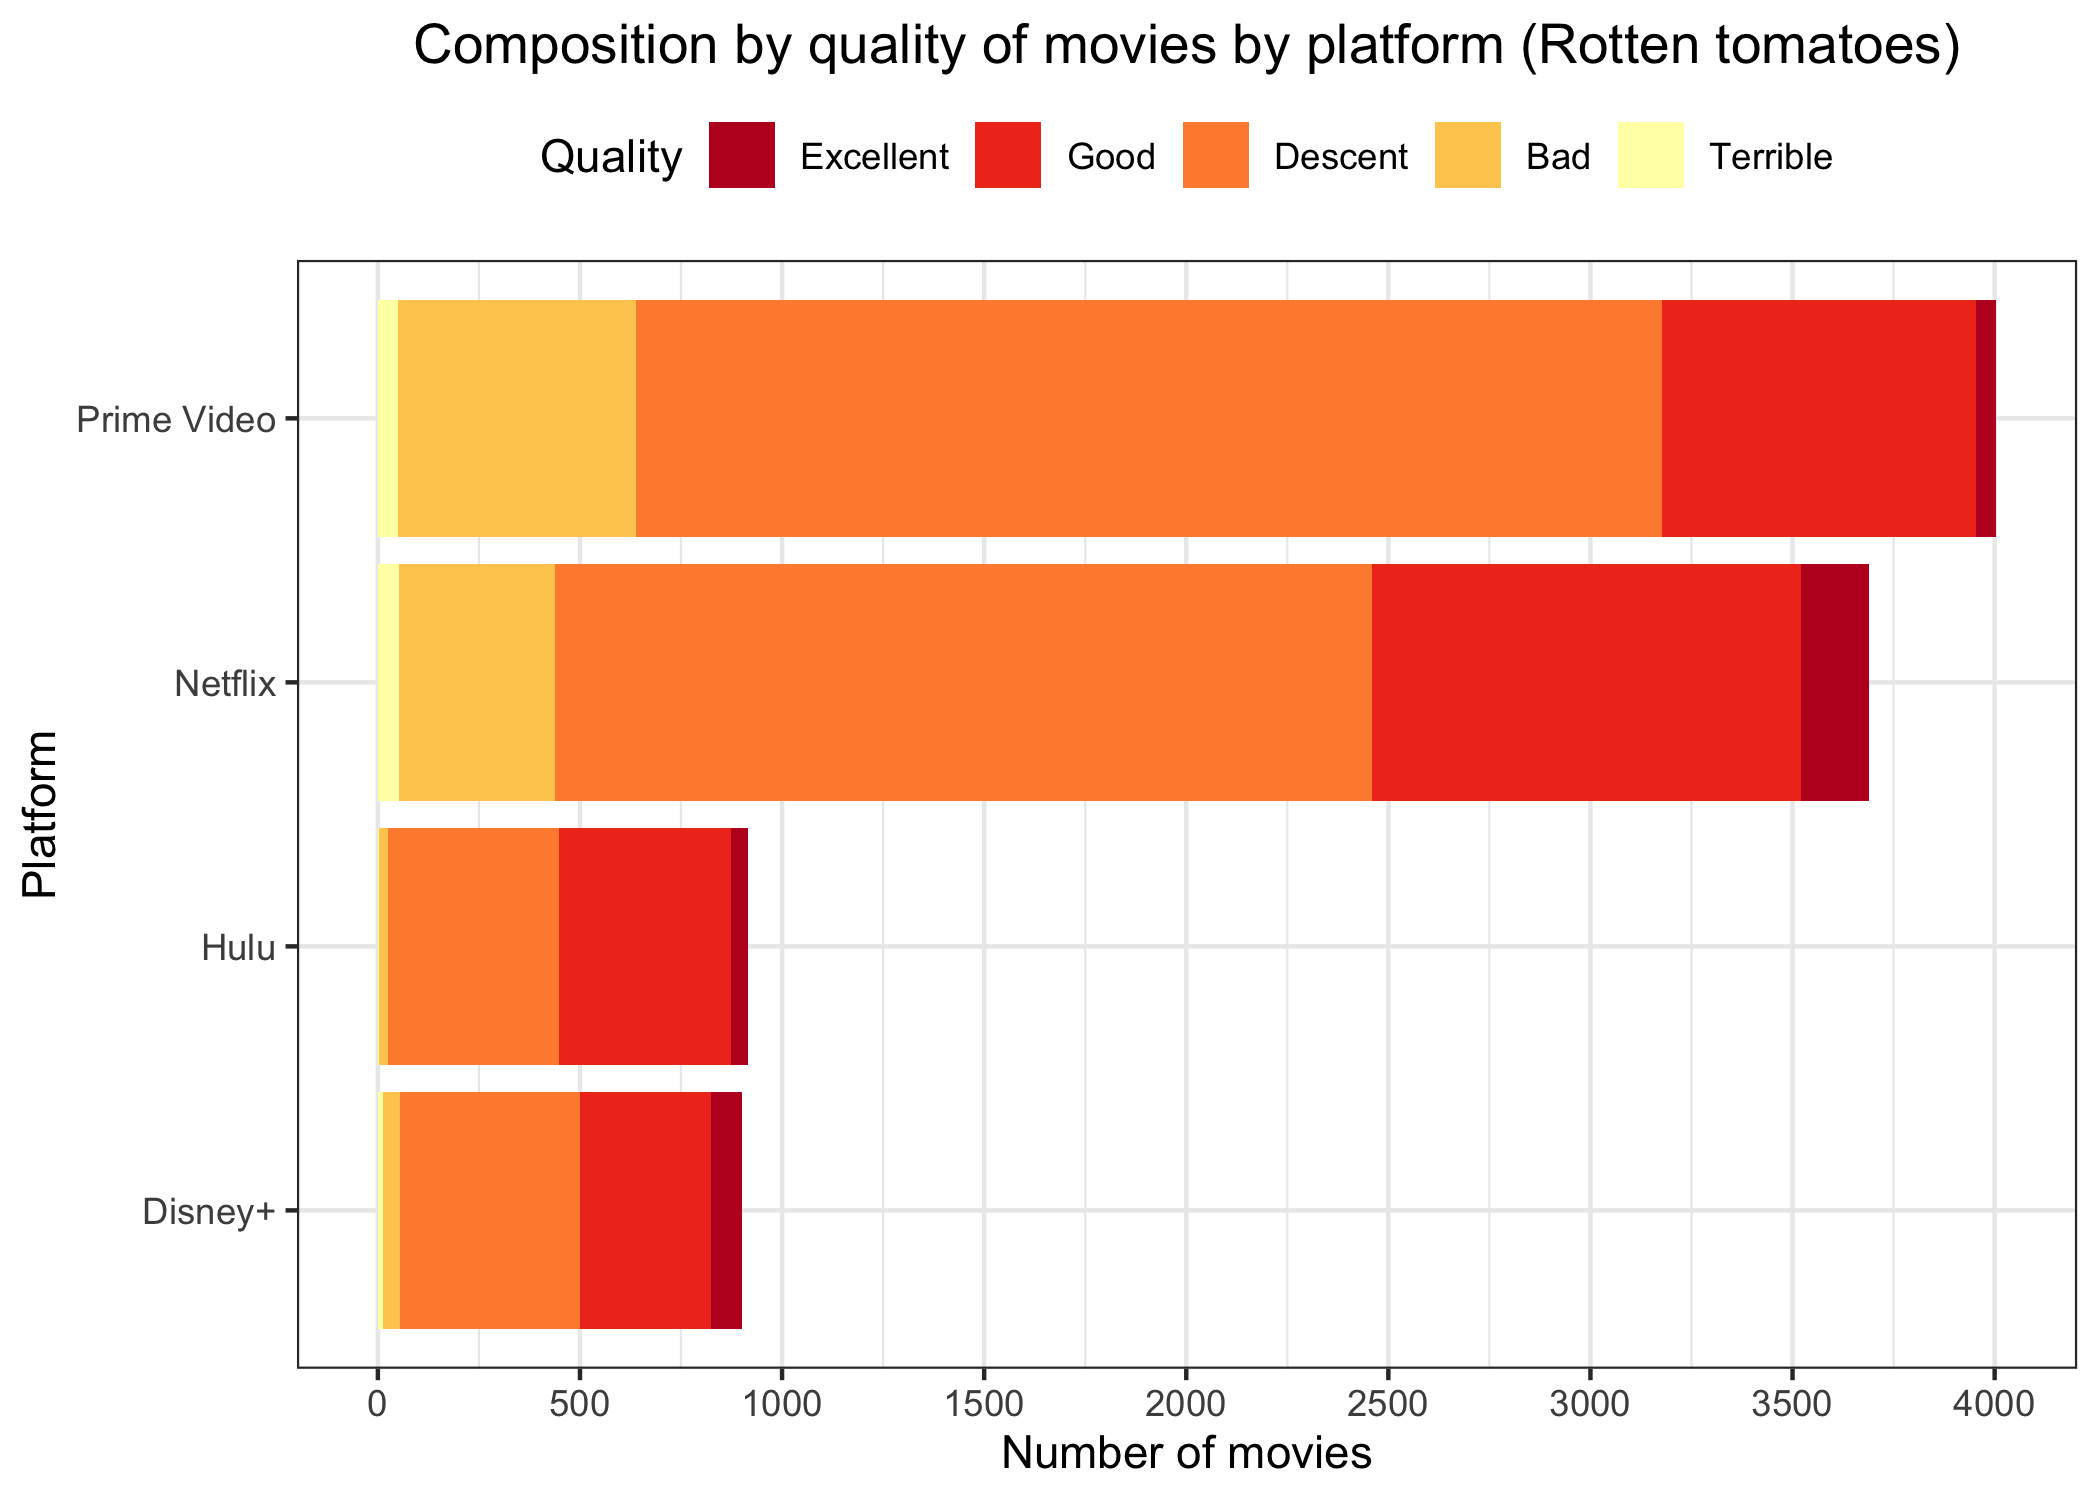 Composition by quality of movies by platform (Rotten tomatoes)
Quality Excellent Good Descent Bad Terrible
Platform
Prime Video
Netflix
Hulu
Disney+
0 500 1000 1500 2000 2500 3000 3500 4000
Number of movies